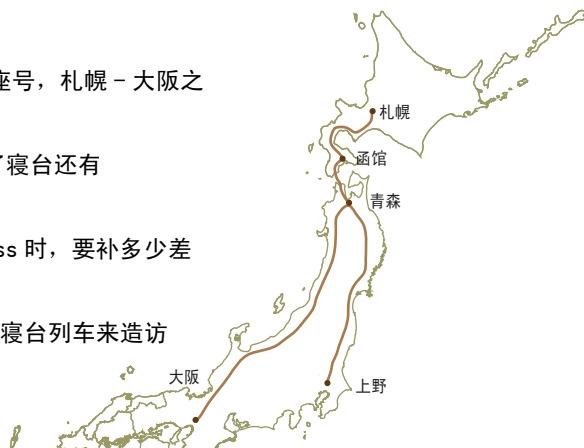 座号，札幌 – 大阪之
寝台还有
ss 时，要补多少差
寝台列车来造访
札幌
函馆
青森
大阪
上野